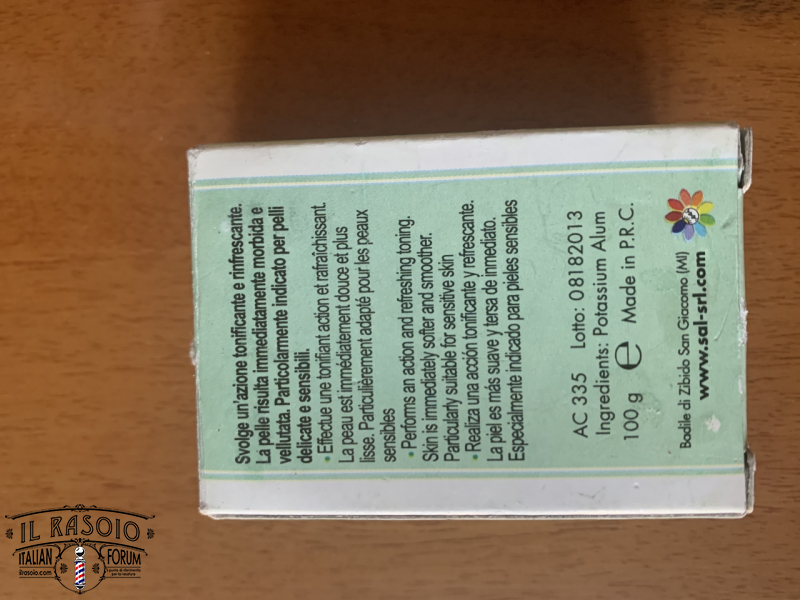 Svolge un'azione tonificante e rinfrescante.
La pelle risulta immediatamente morbida e
vellutata. Particolarmente indicato per pelli
delicate e sensibili.
• Effectue une tonifiant action et rafraichissant.
La peau est immédiatement douce et plus
lisse. Particulièrement adapté pour les peaux
sensibles
• Performs an action and refreshing toning.
Skin is immediately softer and smoother.
Particularly suitable for sensitive skin
• Realiza una acción tonificante y refrescante.
La piel es más suave y tersa de inmediato.
Especialmente indicado para pieles sensibles
AC 335 Lotto: 08182013
Ingredients: Potassium Alum
100 g e Made in P.R.C.
Badile di Zibido San Giacomo (MI)
www.sal-srl.com
IL RASOIO
ITALIAN FORUM
ilrasoio.com